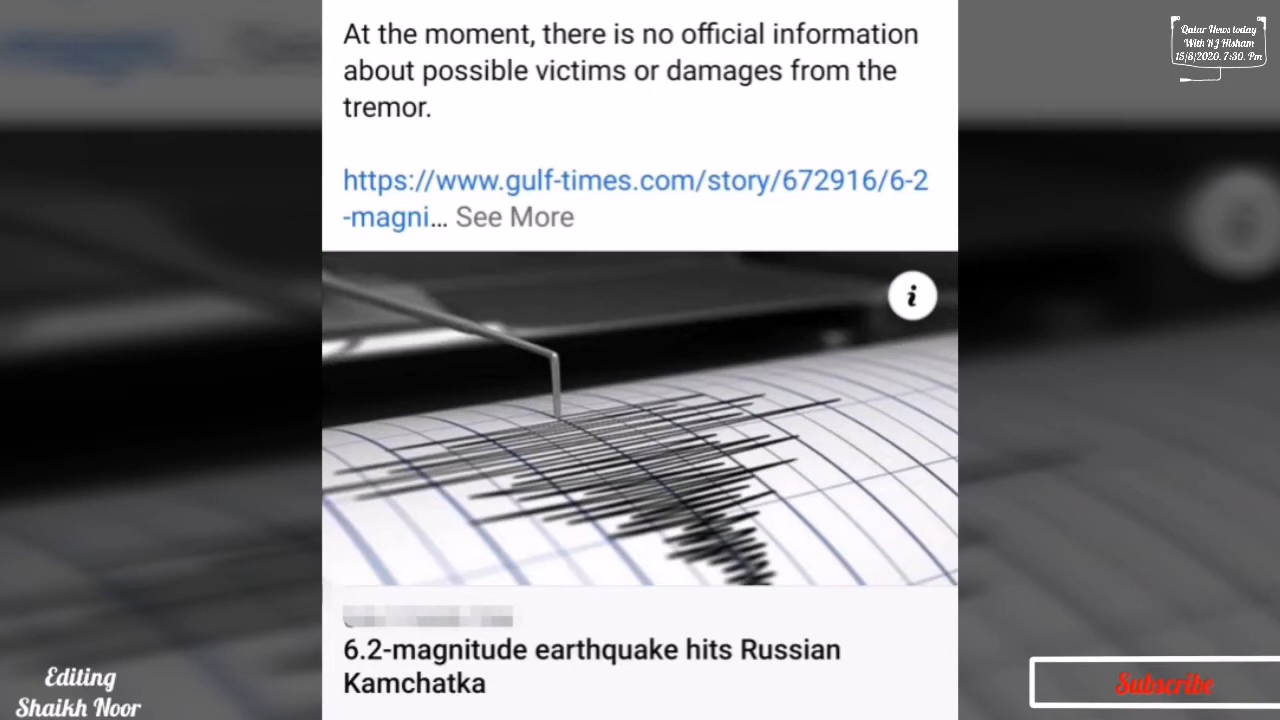 At the moment, there is no official information
about possible victims or damages from the
tremor.
https://www.gulf-times.com/story/672916/6-2
-magni... See More
i
6.2-magnitude earthquake hits Russian
Kamchatka
Qatar News today
With RJ Hisham
15/8/2020. 7:30. Pm
Editing
Shaikh Noor
Subscribe